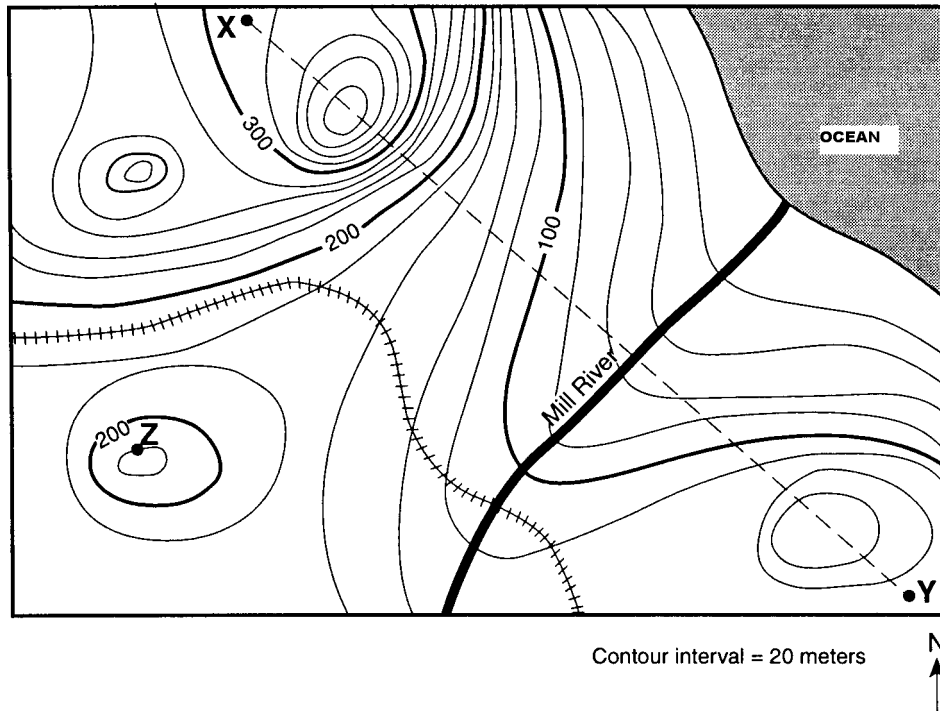 X
300
OCEAN
200
100
Mill River
200
Z
Y
Contour interval = 20 meters
N